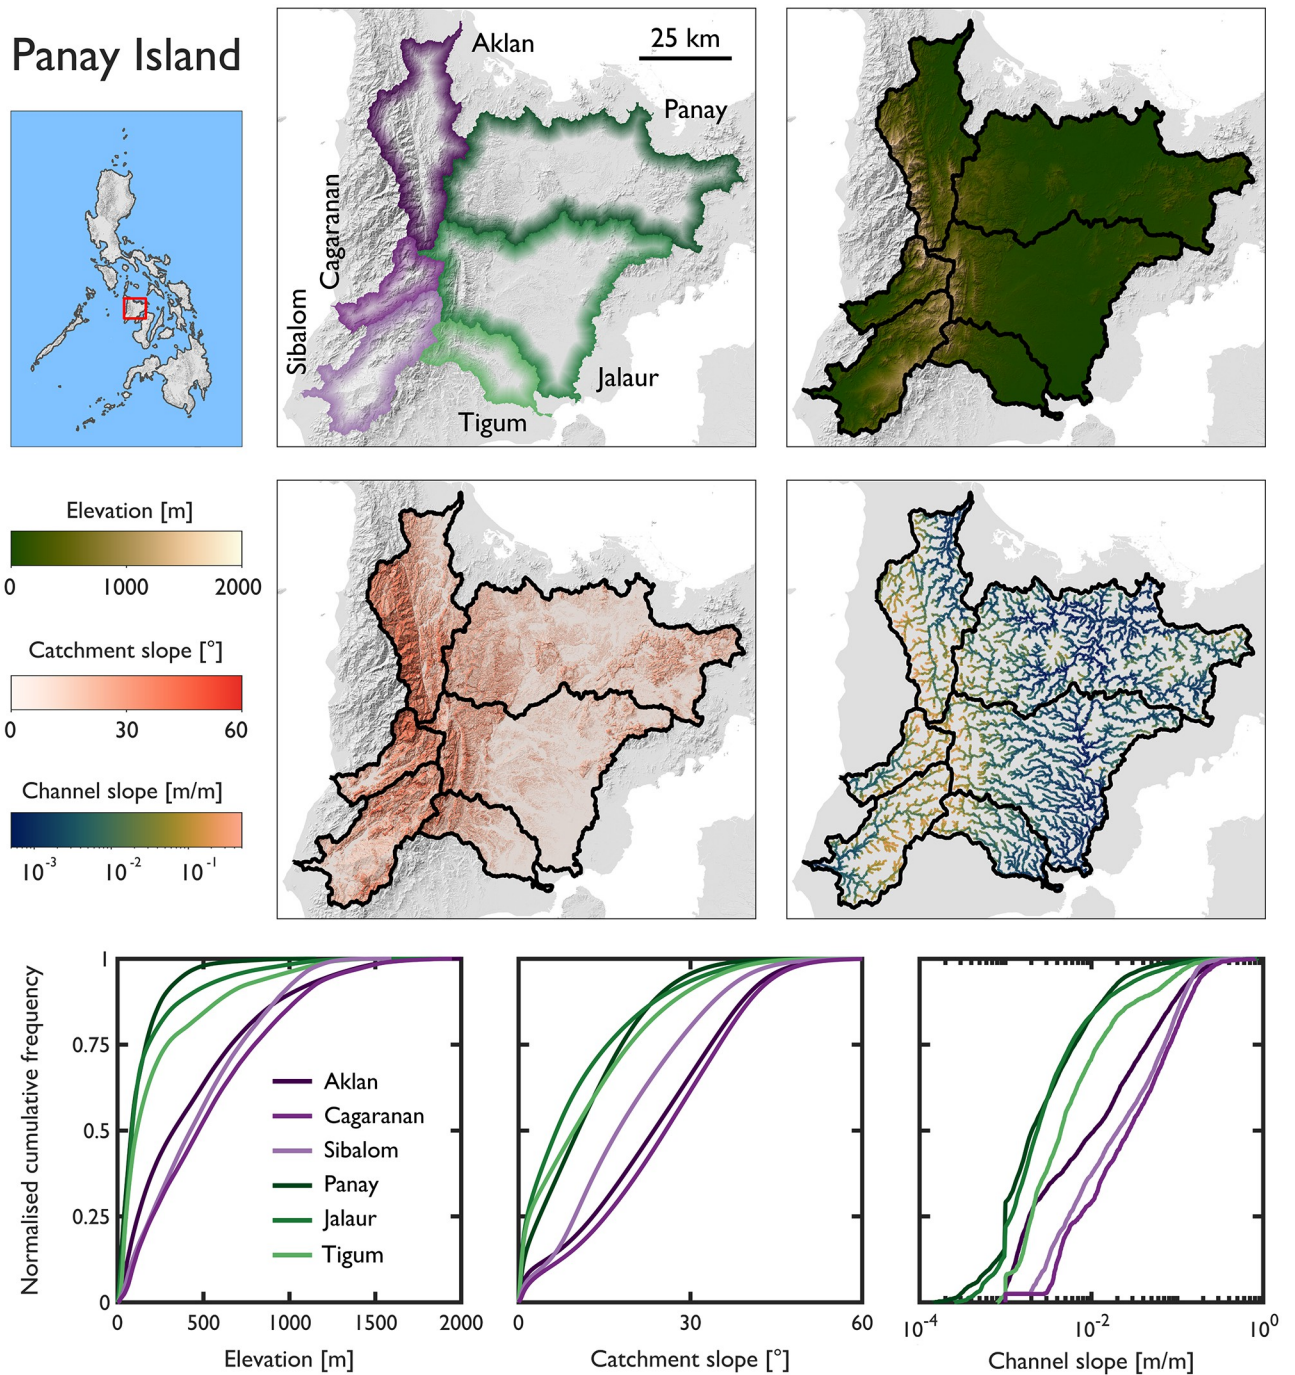 Panay Island
Aklan
25 km
Panay
Cagaranan
Sibalom
Jalaur
Tigum
Elevation [m]
0 1000 2000
Catchment slope [°]
0 30 60
Channel slope [m/m]
10-3 10-2 10-1
Normalised cumulative frequency
1
0.75
0.5
0.25
0
Aklan
Cagaranan
Sibalom
Panay
Jalaur
Tigum
0 500 1000 1500 2000
Elevation [m]
0 30 60
Catchment slope [°]
10-4 10-2 100
Channel slope [m/m]